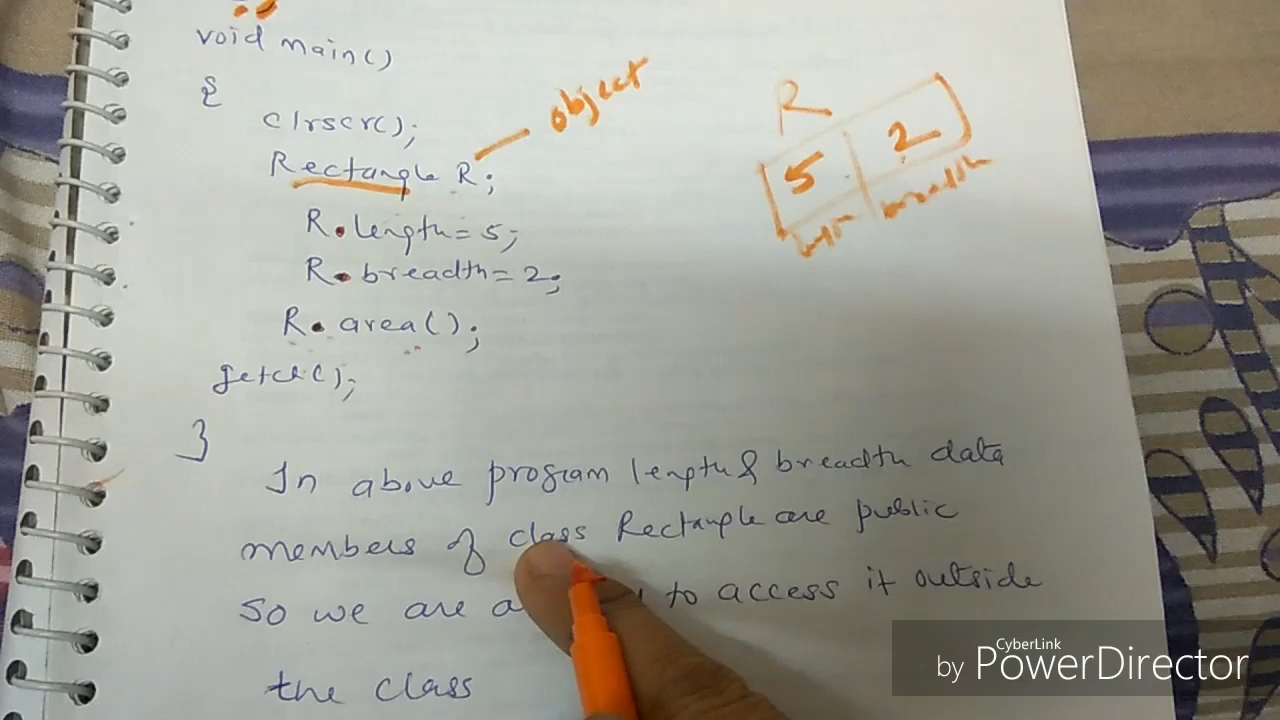 void main()
{
clrscr();
Rectangle R;
object
R
5 2
R.length=5;
R.breadth=2;
R.area();
getch();
}
In above program length & breadth data
members of class Rectangle are public
so we are to access it outside
the class
CyberLink
by PowerDirector